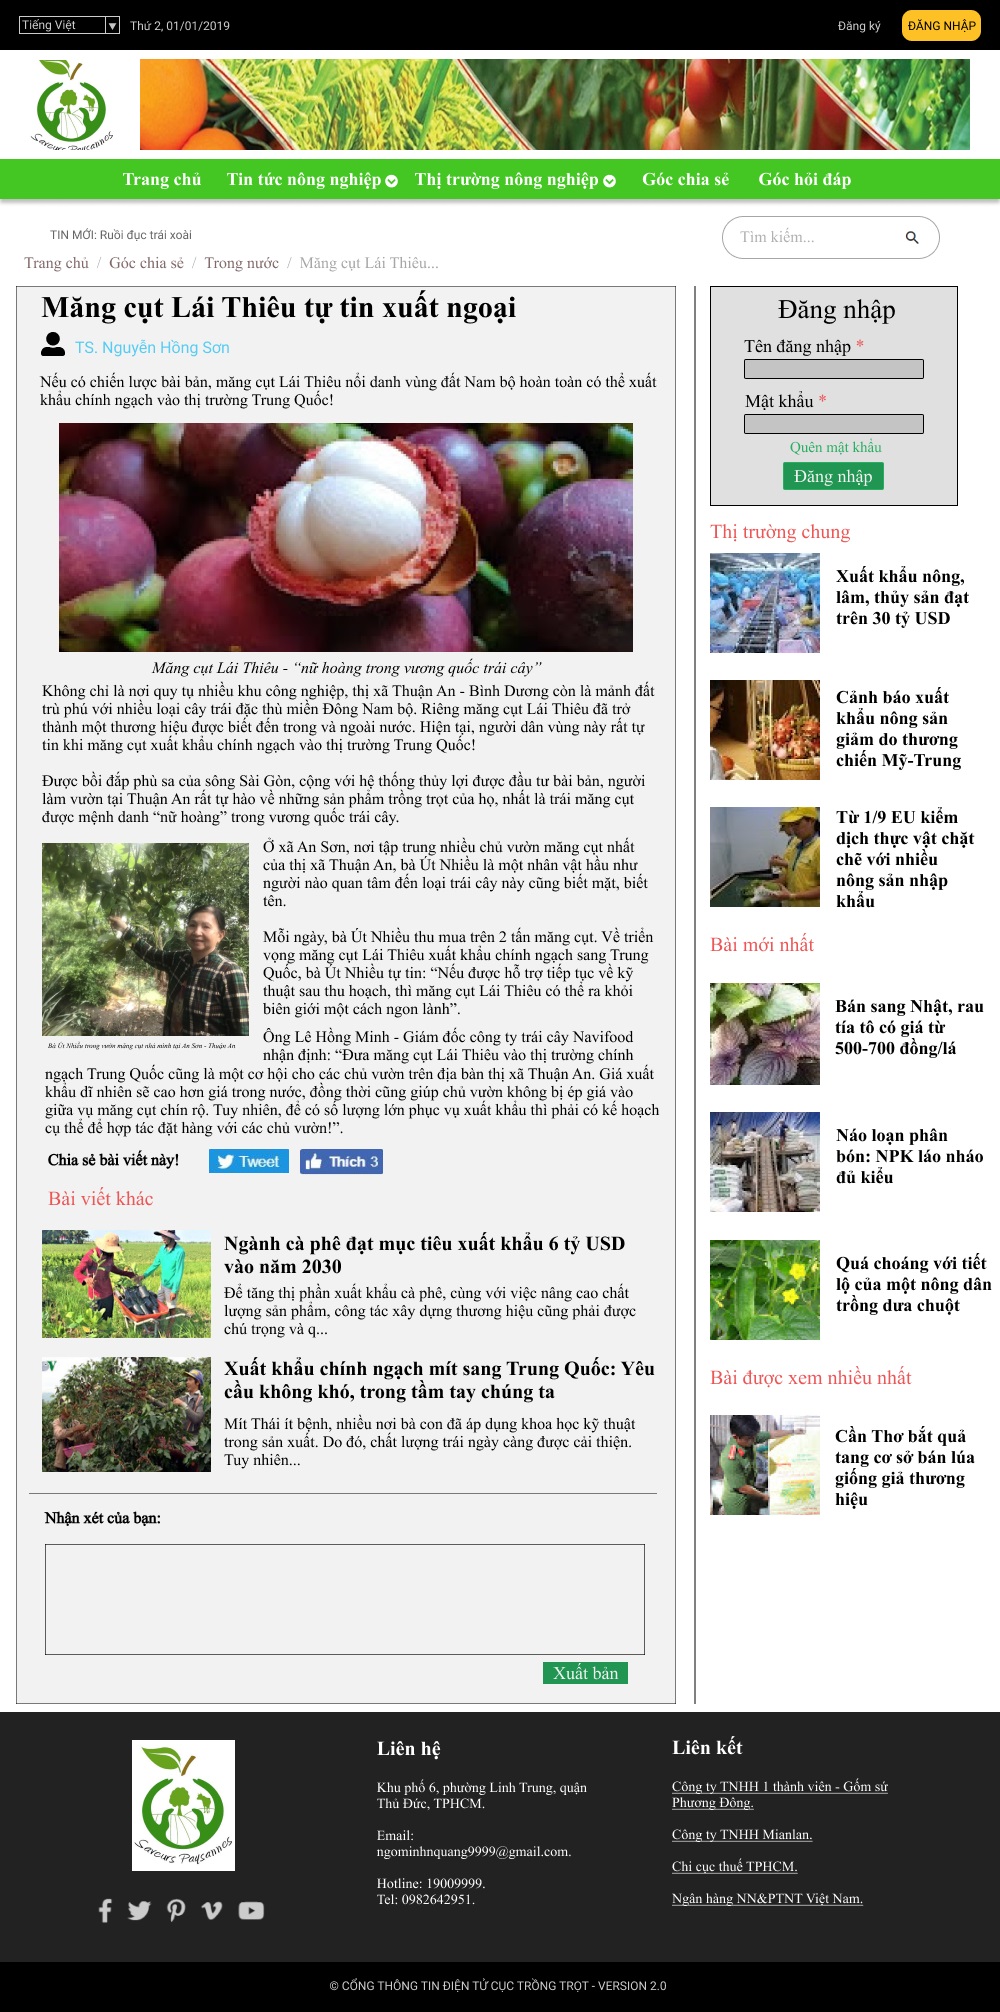 Tiếng Việt
Thứ 2, 01/01/2019
Đăng ký
ĐĂNG NHẬP
Saveurs Paysannes
Trang chủ
Tin tức nông nghiệp
Thị trường nông nghiệp
Góc chia sẻ
Góc hỏi đáp
TIN MỚI: Ruồi đục trái xoài
Tìm kiếm...
Trang chủ / Góc chia sẻ / Trong nước / Măng cụt Lái Thiêu...
Măng cụt Lái Thiêu tự tin xuất ngoại
TS. Nguyễn Hồng Sơn
Nếu có chiến lược bài bản, măng cụt Lái Thiêu nổi danh vùng đất Nam bộ hoàn toàn có thể xuất
khẩu chính ngạch vào thị trường Trung Quốc!
Măng cụt Lái Thiêu - “nữ hoàng trong vương quốc trái cây”
Không chỉ là nơi quy tụ nhiều khu công nghiệp, thị xã Thuận An - Bình Dương còn là mảnh đất
trù phú với nhiều loại cây trái đặc thù miền Đông Nam bộ. Riêng măng cụt Lái Thiêu đã trở
thành một thương hiệu được biết đến trong và ngoài nước. Hiện tại, người dân vùng này rất tự
tin khi măng cụt xuất khẩu chính ngạch vào thị trường Trung Quốc!
Được bồi đắp phù sa của sông Sài Gòn, cộng với hệ thống thủy lợi được đầu tư bài bản, người
làm vườn tại Thuận An rất tự hào về những sản phẩm trồng trọt của họ, nhất là trái măng cụt
được mệnh danh “nữ hoàng” trong vương quốc trái cây.
Ở xã An Sơn, nơi tập trung nhiều chủ vườn măng cụt nhất
của thị xã Thuận An, bà Út Nhiều là một nhân vật hầu như
người nào quan tâm đến loại trái cây này cũng biết mặt, biết
tên.
Mỗi ngày, bà Út Nhiều thu mua trên 2 tấn măng cụt. Về triển
vọng măng cụt Lái Thiêu xuất khẩu chính ngạch sang Trung
Quốc, bà Út Nhiều tự tin: “Nếu được hỗ trợ tiếp tục về kỹ
thuật sau thu hoạch, thì măng cụt Lái Thiêu có thể ra khỏi
biên giới một cách ngon lành”.
Bà Út Nhiều trong vườn măng cụt nhà mình tại An Sơn - Thuận An
Ông Lê Hồng Minh - Giám đốc công ty trái cây Navifood
nhận định: “Đưa măng cụt Lái Thiêu vào thị trường chính
ngạch Trung Quốc cũng là một cơ hội cho các chủ vườn trên địa bàn thị xã Thuận An. Giá xuất
khẩu dĩ nhiên sẽ cao hơn giá trong nước, đồng thời cũng giúp chủ vườn không bị ép giá vào
giữa vụ măng cụt chín rộ. Tuy nhiên, để có số lượng lớn phục vụ xuất khẩu thì phải có kế hoạch
cụ thể để hợp tác đặt hàng với các chủ vườn!”.
Chia sẻ bài viết này!
Tweet
Thích 3
Bài viết khác
Ngành cà phê đạt mục tiêu xuất khẩu 6 tỷ USD
vào năm 2030
Để tăng thị phần xuất khẩu cà phê, cùng với việc nâng cao chất
lượng sản phẩm, công tác xây dựng thương hiệu cũng phải được
chú trọng và q...
Xuất khẩu chính ngạch mít sang Trung Quốc: Yêu
cầu không khó, trong tầm tay chúng ta
Mít Thái ít bệnh, nhiều nơi bà con đã áp dụng khoa học kỹ thuật
trong sản xuất. Do đó, chất lượng trái ngày càng được cải thiện.
Tuy nhiên...
Nhận xét của bạn:
Xuất bản
Đăng nhập
Tên đăng nhập *
Mật khẩu *
Quên mật khẩu
Đăng nhập
Thị trường chung
Xuất khẩu nông,
lâm, thủy sản đạt
trên 30 tỷ USD
Cảnh báo xuất
khẩu nông sản
giảm do thương
chiến Mỹ-Trung
Từ 1/9 EU kiểm
dịch thực vật chặt
chẽ với nhiều
nông sản nhập
khẩu
Bài mới nhất
Bán sang Nhật, rau
tía tô có giá từ
500-700 đồng/lá
Náo loạn phân
bón: NPK láo nháo
đủ kiểu
Quá choáng với tiết
lộ của một nông dân
trồng dưa chuột
Bài được xem nhiều nhất
Cần Thơ bắt quả
tang cơ sở bán lúa
giống giả thương
hiệu
Saveurs Paysannes
Liên hệ
Khu phố 6, phường Linh Trung, quận
Thủ Đức, TPHCM.
Email:
ngominhnquang9999@gmail.com.
Hotline: 19009999.
Tel: 0982642951.
Liên kết
Công ty TNHH 1 thành viên - Gốm sứ
Phương Đông.
Công ty TNHH Mianlan.
Chi cục thuế TPHCM.
Ngân hàng NN&PTNT Việt Nam.
© CỔNG THÔNG TIN ĐIỆN TỬ CỤC TRỒNG TRỌT - VERSION 2.0